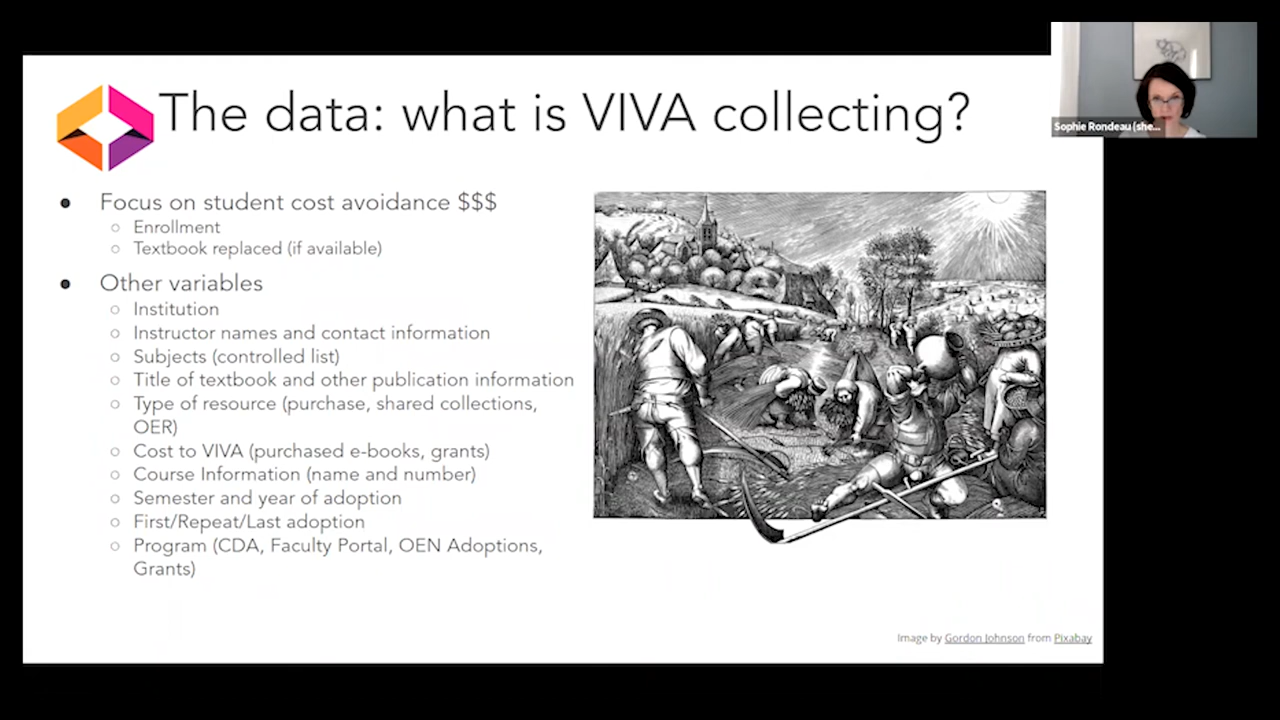 The data: what is VIVA collecting?
Sophie Rondeau (she...
● Focus on student cost avoidance $$$
○ Enrollment
○ Textbook replaced (if available)
● Other variables
○ Institution
○ Instructor names and contact information
○ Subjects (controlled list)
○ Title of textbook and other publication information
○ Type of resource (purchase, shared collections,
OER)
○ Cost to VIVA (purchased e-books, grants)
○ Course Information (name and number)
○ Semester and year of adoption
○ First/Repeat/Last adoption
○ Program (CDA, Faculty Portal, OEN Adoptions,
Grants)
Image by Gordon Johnson from Pixabay